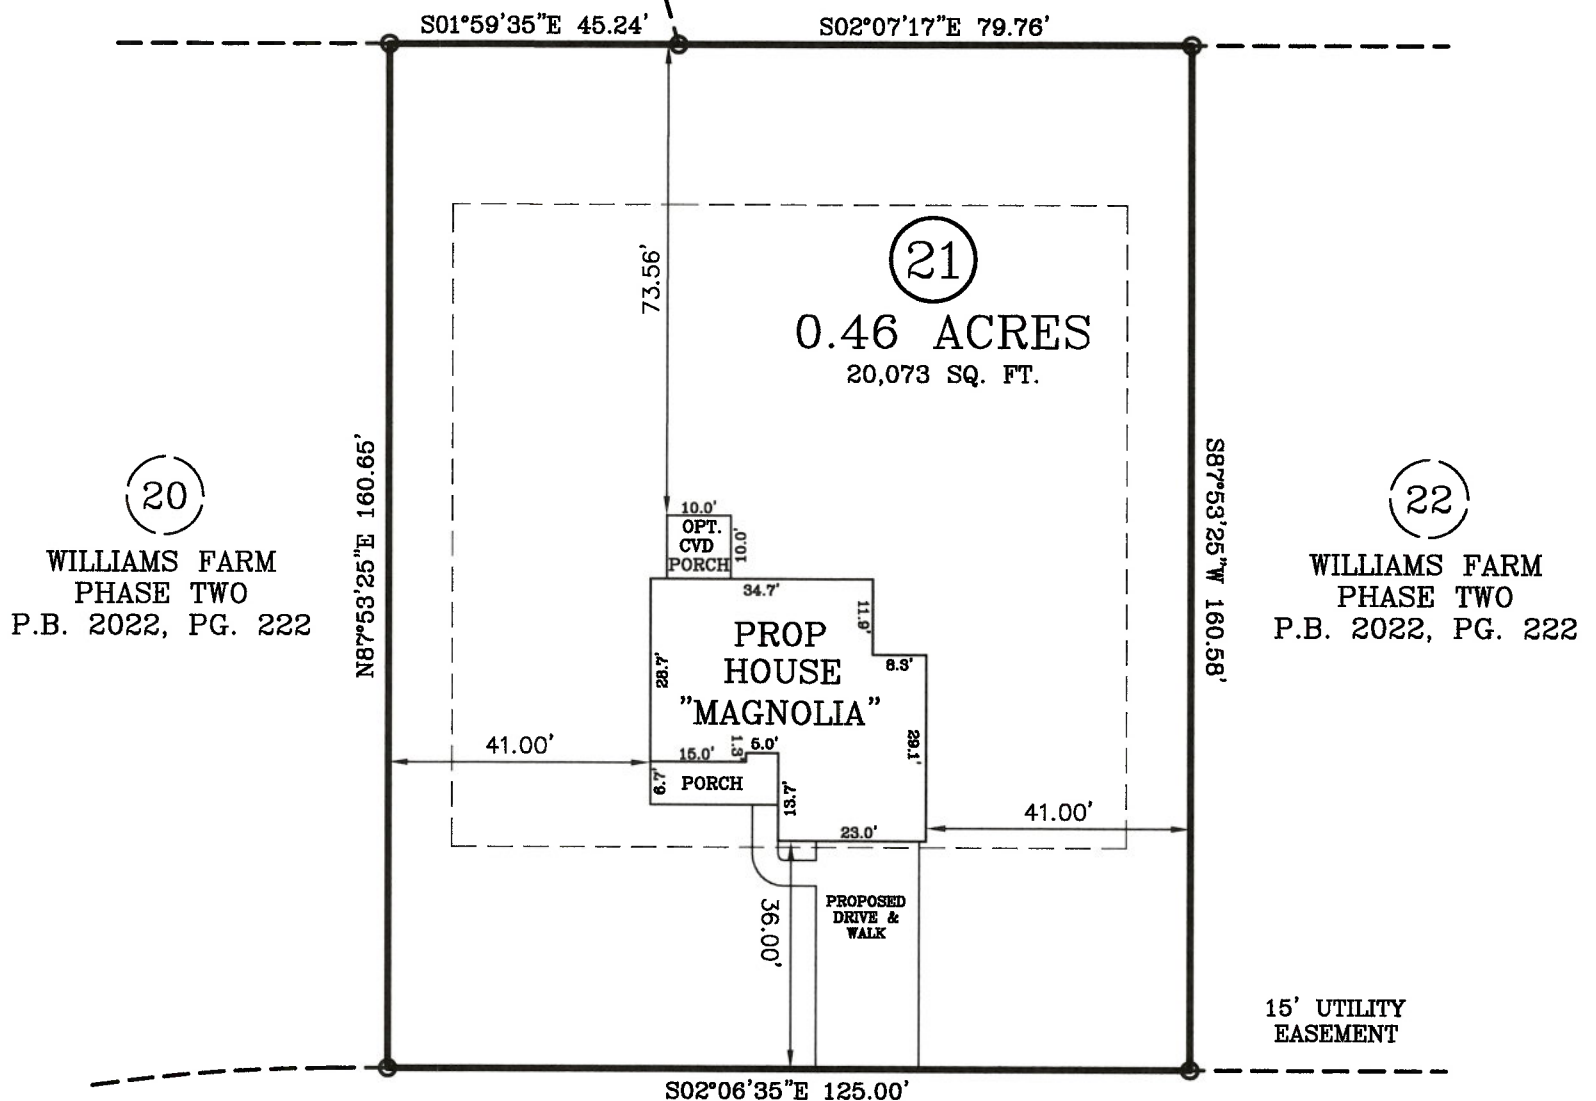 S01°59'35"E 45.24'
S02°07'17"E 79.76'
73.56'
21
0.46 ACRES
20,073 SQ. FT.
N87°53'25"E 160.65'
S87°53'25"W 160.58'
20
WILLIAMS FARM
PHASE TWO
P.B. 2022, PG. 222
22
WILLIAMS FARM
PHASE TWO
P.B. 2022, PG. 222
10.0'
OPT.
CVD
PORCH
10.0'
34.7'
11.9'
8.3'
PROP
HOUSE
"MAGNOLIA"
28.7'
29.1'
41.00'
15.0'
1.3'
5.0'
6.7'
PORCH
13.7'
23.0'
41.00'
36.00'
PROPOSED
DRIVE &
WALK
15' UTILITY
EASEMENT
S02°06'35"E 125.00'